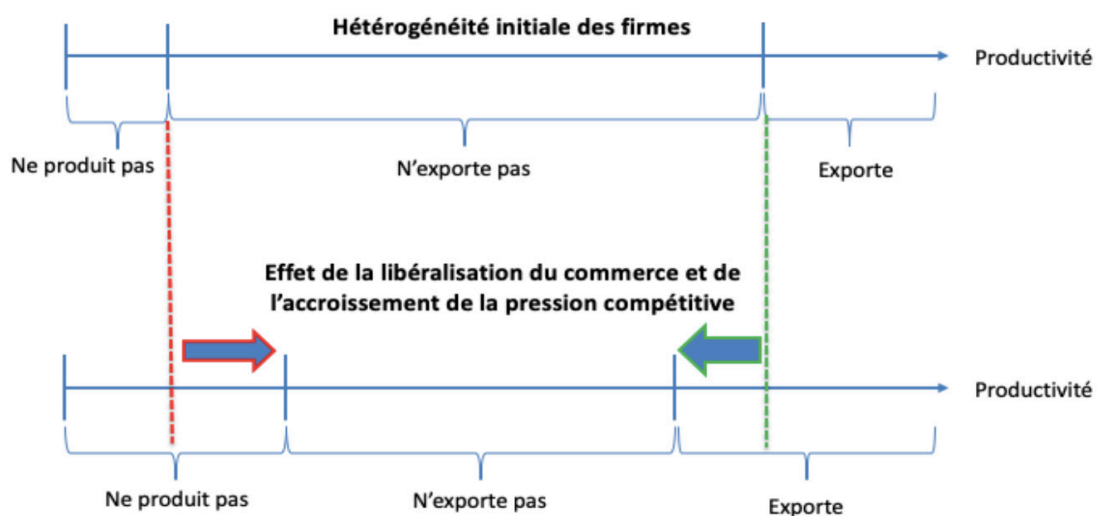 Hétérogénéité initiale des firmes
Productivité
Ne produit pas
N'exporte pas
Exporte
Effet de la libéralisation du commerce et de
l'accroissement de la pression compétitive
Productivité
Ne produit pas
N'exporte pas
Exporte